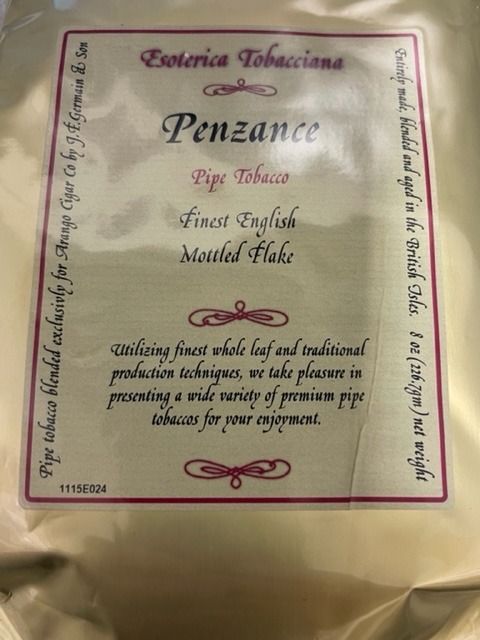 Esoterica Tobacciana
Penzance
Pipe Tobacco
Finest English
Mottled Flake
Utilizing finest whole leaf and traditional
production techniques, we take pleasure in
presenting a wide variety of premium pipe
tobaccos for your enjoyment.
Pipe tobacco blended exclusivly for Arango Cigar Co by J.F.Germain & Son
Entirely made, blended and aged in the British Isles. 8 oz (226.7gm) net weight
1115E024